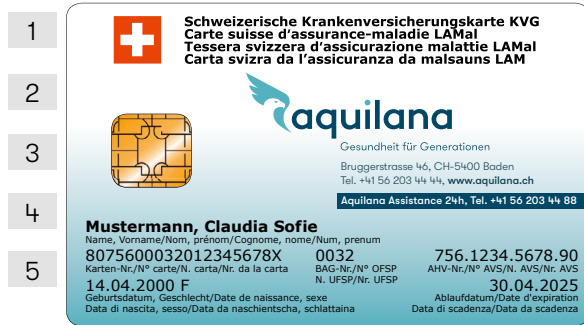 1
Schweizerische Krankenversicherungskarte KVG
Carte suisse d'assurance-maladie LAMal
Tessera svizzera d'assicurazione malattie LAMal
Carta svizra da l'assicuranza da malsauns LAM
2
aquilana
3
Gesundheit für Generationen
Bruggerstrasse 46, CH-5400 Baden
Tel. +41 56 203 44 44, www.aquilana.ch
4
Aquilana Assistance 24h, Tel. +41 56 203 44 88
Mustermann, Claudia Sofie
Name, Vorname/Nom, prénom/Cognome, nome/Num, prenum
5
80756000032012345678X 0032 756.1234.5678.90
Karten-Nr./N° carte/N. carta/Nr. da la carta BAG-Nr./N° OFSP AHV-Nr./N° AVS/N. AVS/Nr. AVS
N. UFSP/Nr. UFSP
14.04.2000 F 30.04.2025
Geburtsdatum, Geschlecht/Date de naissance, sexe Ablaufdatum/Date d'expiration
Data di nascita, sesso/Data da naschientscha, schlattaina Data di scadenza/Data da scadenza